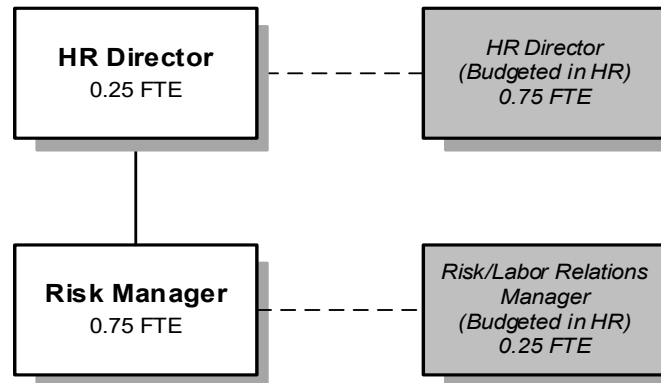 HR Director
0.25 FTE
HR Director
(Budgeted in HR)
0.75 FTE
Risk Manager
0.75 FTE
Risk/Labor Relations
Manager
(Budgeted in HR)
0.25 FTE